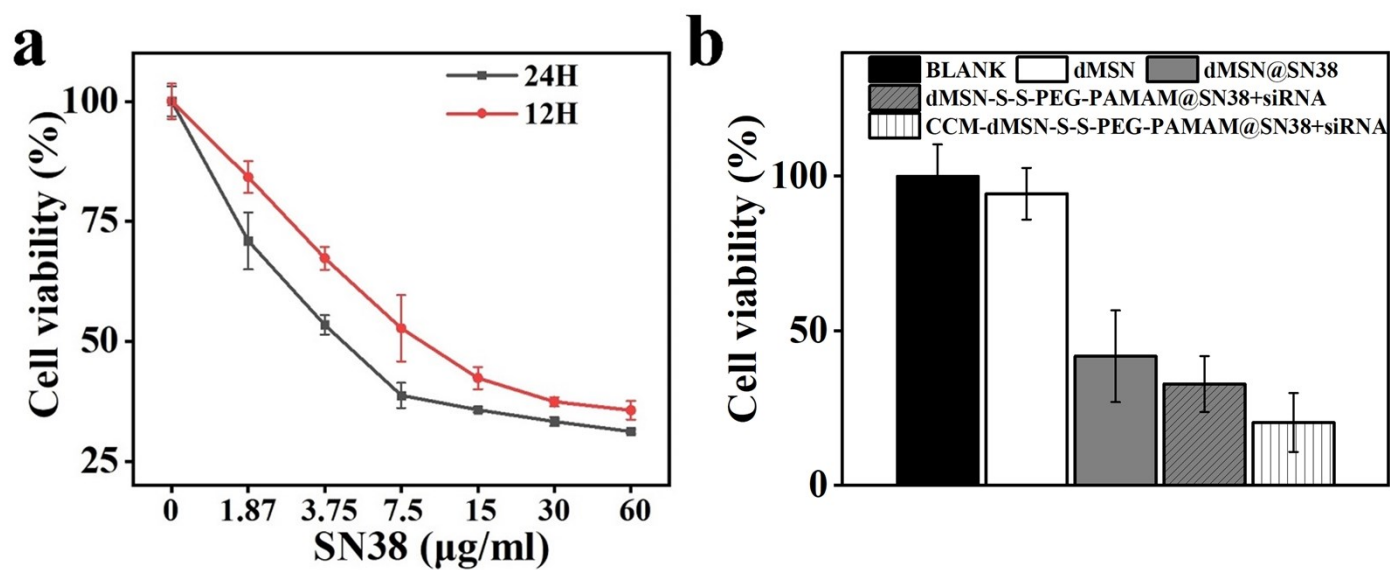 a
24H
12H
Cell viability (%)
100
75
50
25
0 1.87 3.75 7.5 15 30 60
SN38 (μg/ml)
b
BLANK dMSN dMSN@SN38
dMSN-S-S-PEG-PAMAM@SN38+siRNA
CCM-dMSN-S-S-PEG-PAMAM@SN38+siRNA
Cell viability (%)
100
50
0